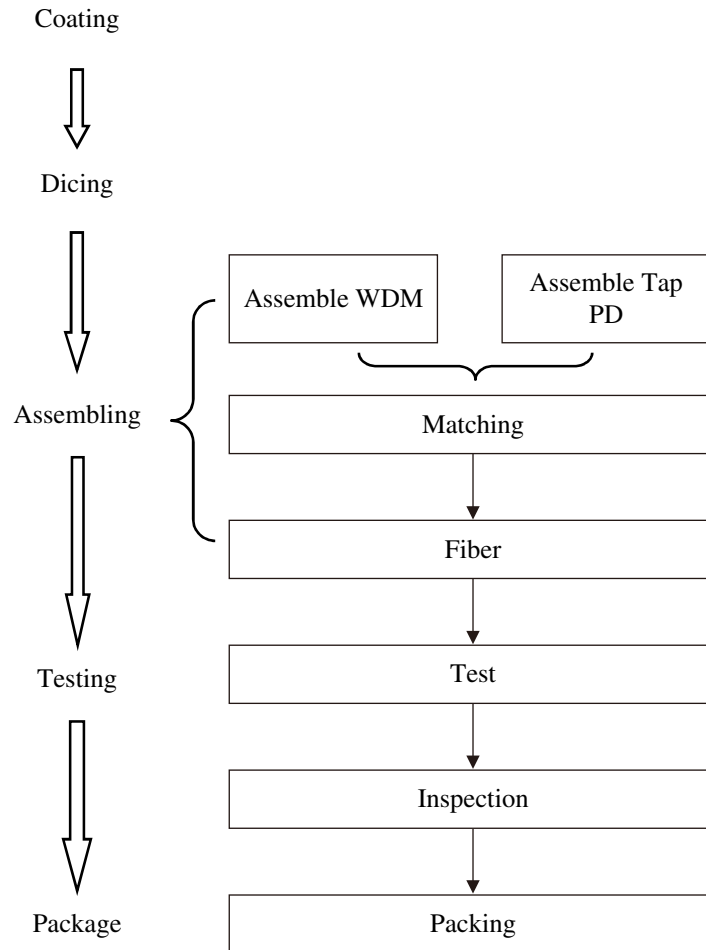 Coating
Dicing
Assemble WDM
Assemble Tap
PD
Assembling
Matching
Fiber
Testing
Test
Inspection
Package
Packing